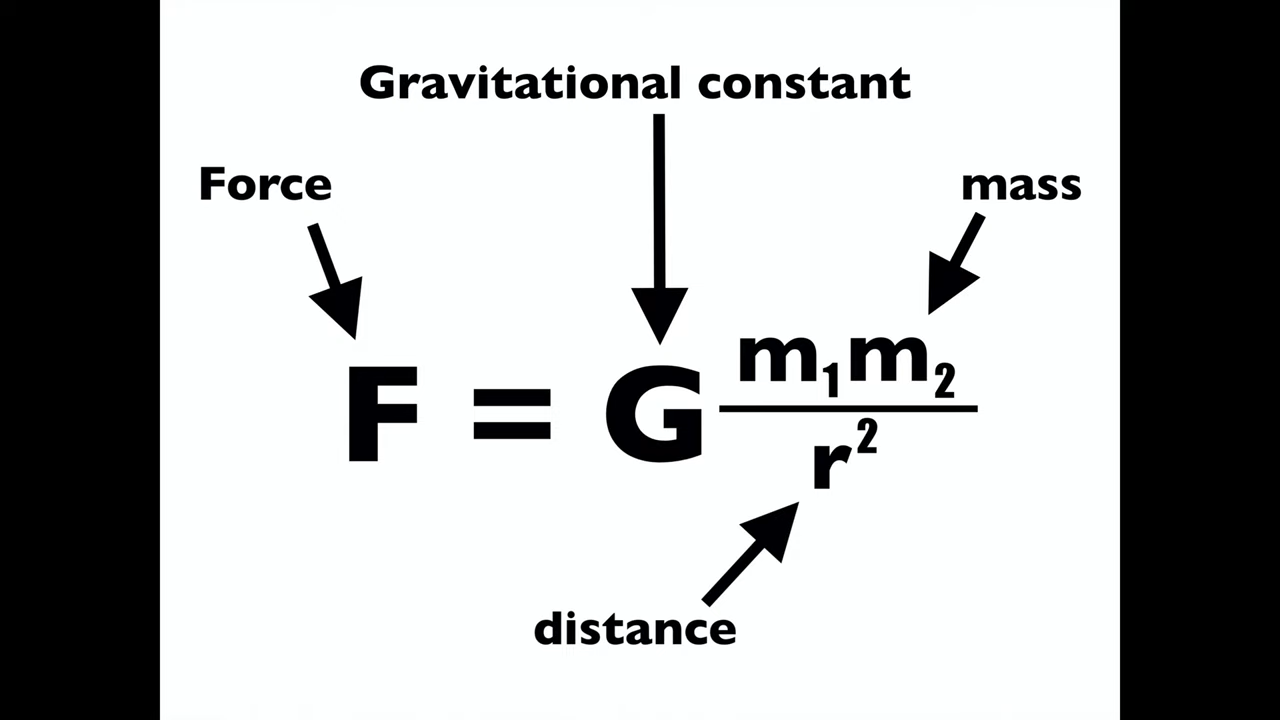 Gravitational constant
Force
mass
F = G m₁m₂
r²
distance